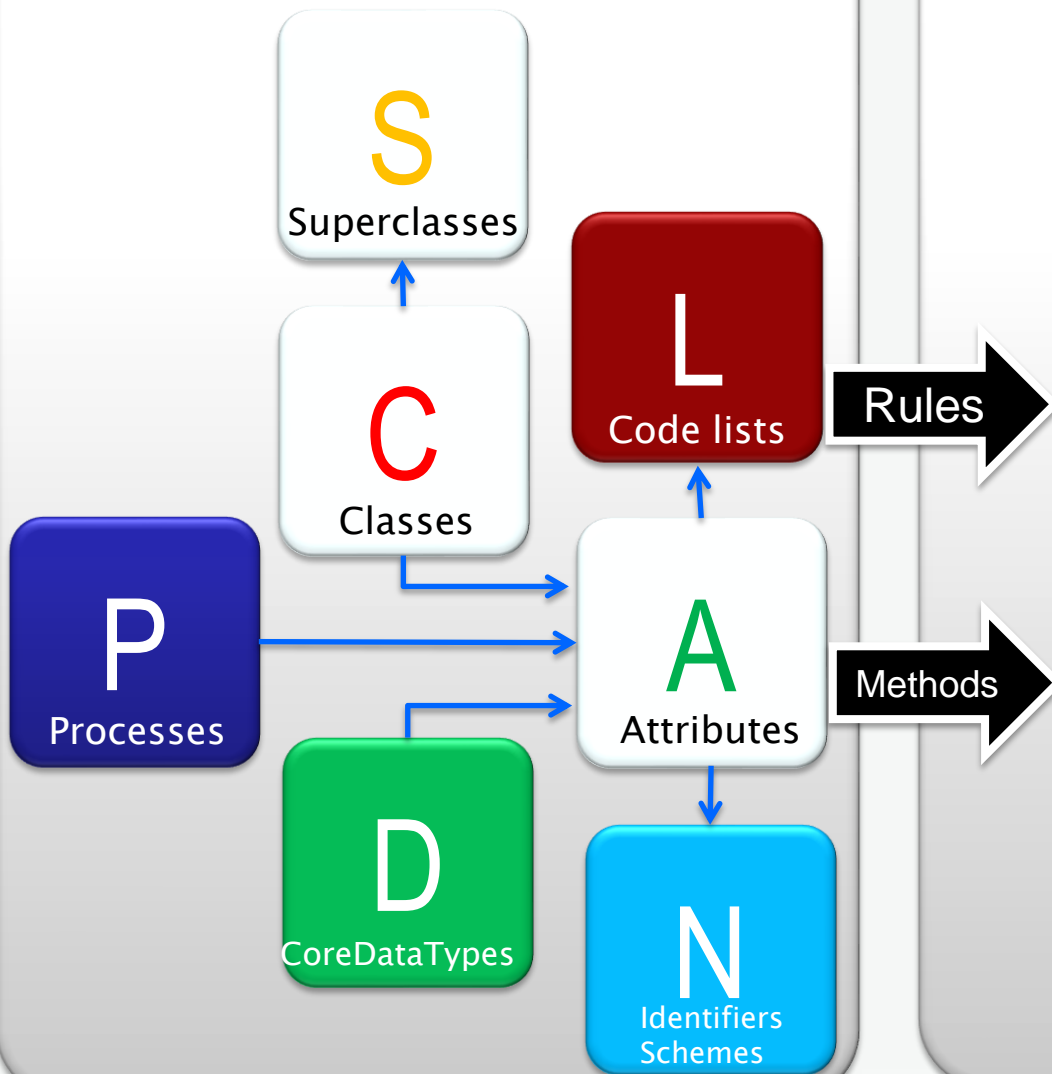 S
Superclasses
L
Code lists
Rules
C
Classes
P
Processes
A
Attributes
Methods
D
CoreDataTypes
N
Identifiers
Schemes